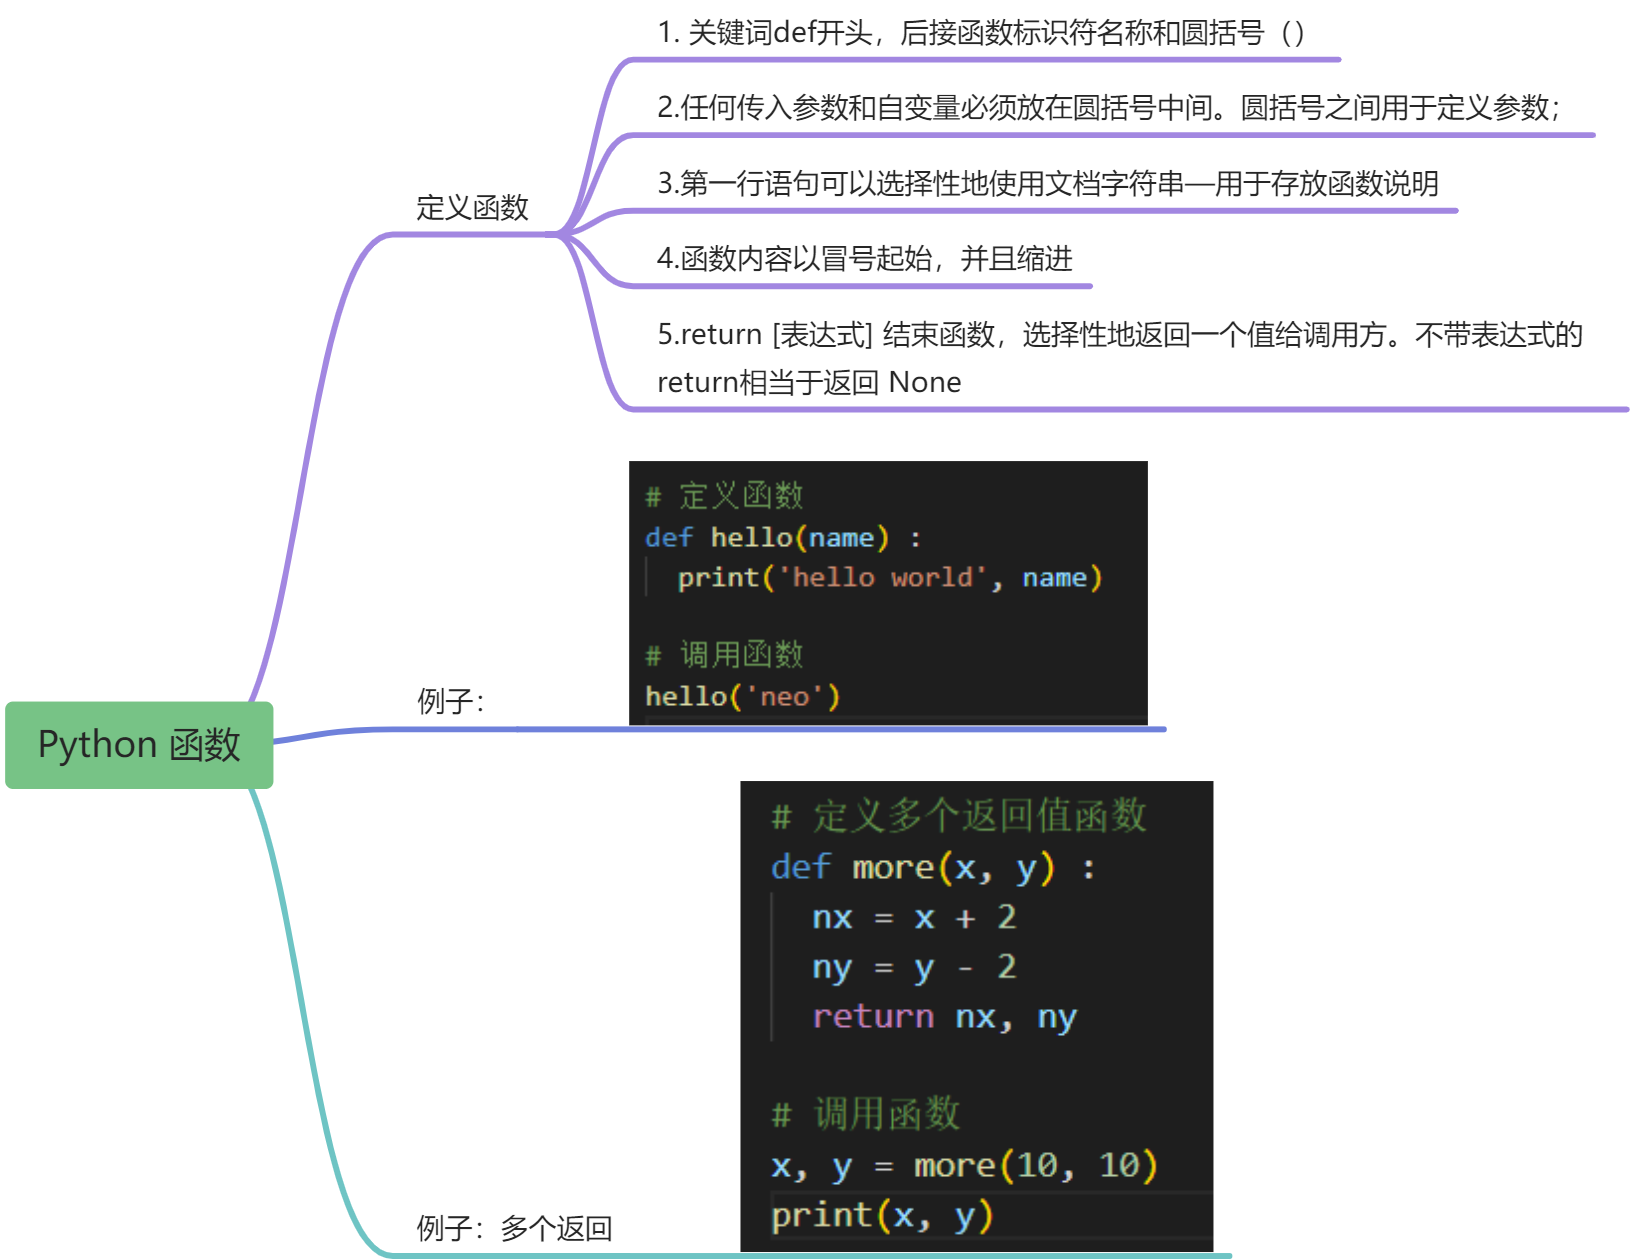 1. 关键词def开头，后接函数标识符名称和圆括号（）
2.任何传入参数和自变量必须放在圆括号中间。圆括号之间用于定义参数；
3.第一行语句可以选择性地使用文档字符串—用于存放函数说明
定义函数
4.函数内容以冒号起始，并且缩进
5.return [表达式] 结束函数，选择性地返回一个值给调用方。不带表达式的
return相当于返回 None
# 定义函数
def hello(name) :
  print('hello world', name)
# 调用函数
hello('neo')
例子：
Python 函数
# 定义多个返回值函数
def more(x, y) :
  nx = x + 2
  ny = y - 2
  return nx, ny
# 调用函数
x, y = more(10, 10)
print(x, y)
例子：多个返回